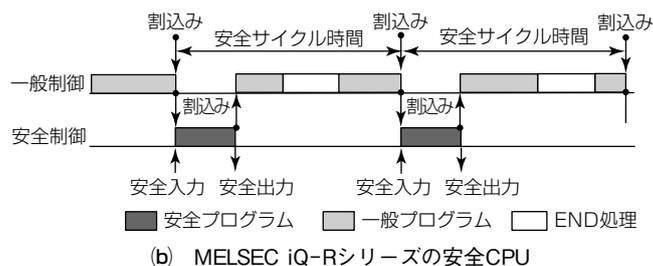 割込み 割込み 割込み
安全サイクル時間 安全サイクル時間
一般制御
割込み 割込み
安全制御
安全入力 安全出力 安全入力 安全出力
安全プログラム 一般プログラム END処理
(b) MELSEC iQ-Rシリーズの安全CPU